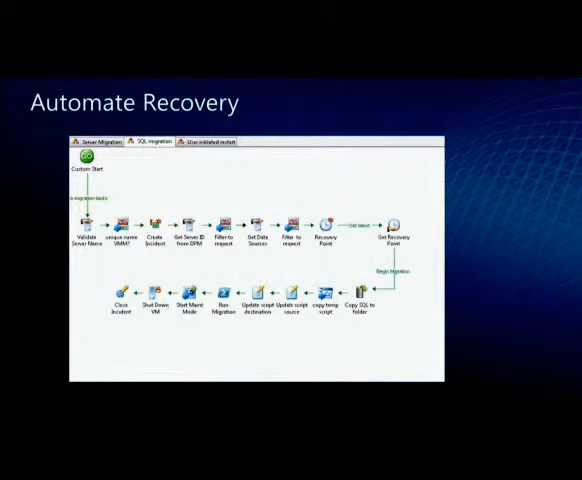 Automate Recovery
Server Migration
SQL migration
User initiated restart
GO
Custom Start
Validate
Server Name
unique name
VMM?
Create
Incident
Get Server ID
from DPM
Filter to
request
Get Data
Sources
Filter to
request
Recovery
Point
Get Recovery
Point
Begin Migration
Close
Incident
Shut Down
VM
Start Maint
Mode
Run
Migration
Update script
destination
Update script
source
copy temp
script
Copy SQL to
folder